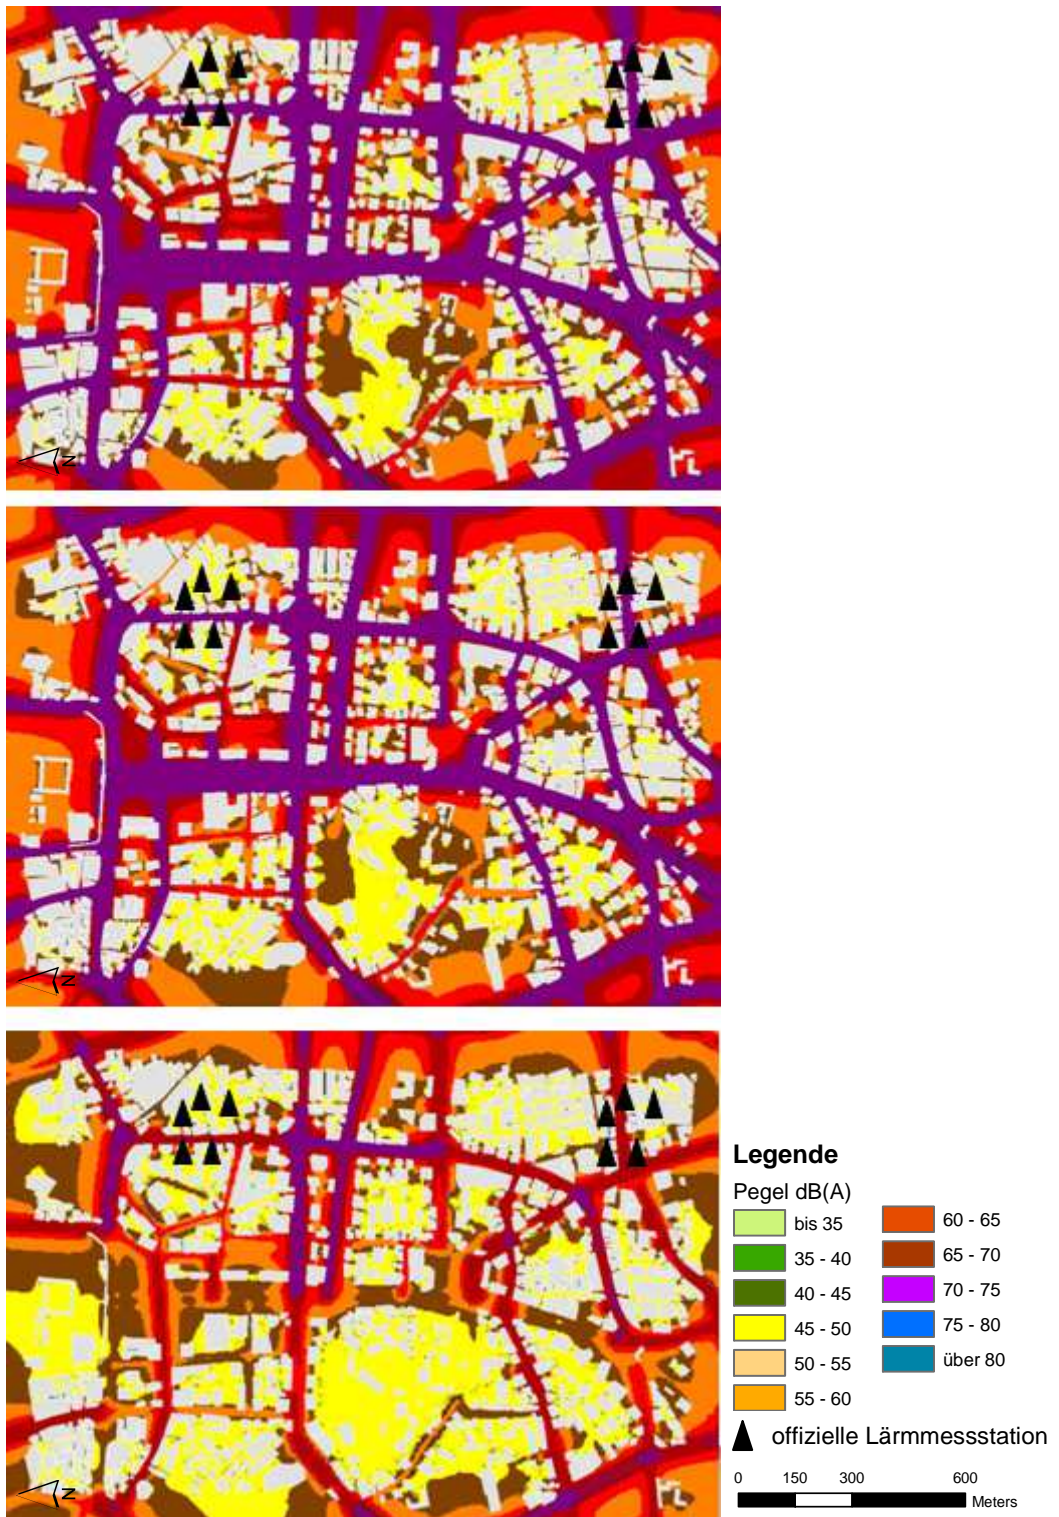 N
N
N
Legende
Pegel dB(A)
bis 35
35 - 40
40 - 45
45 - 50
50 - 55
55 - 60
60 - 65
65 - 70
70 - 75
75 - 80
über 80
offizielle Lärmmessstation
0 150 300 600
Meters